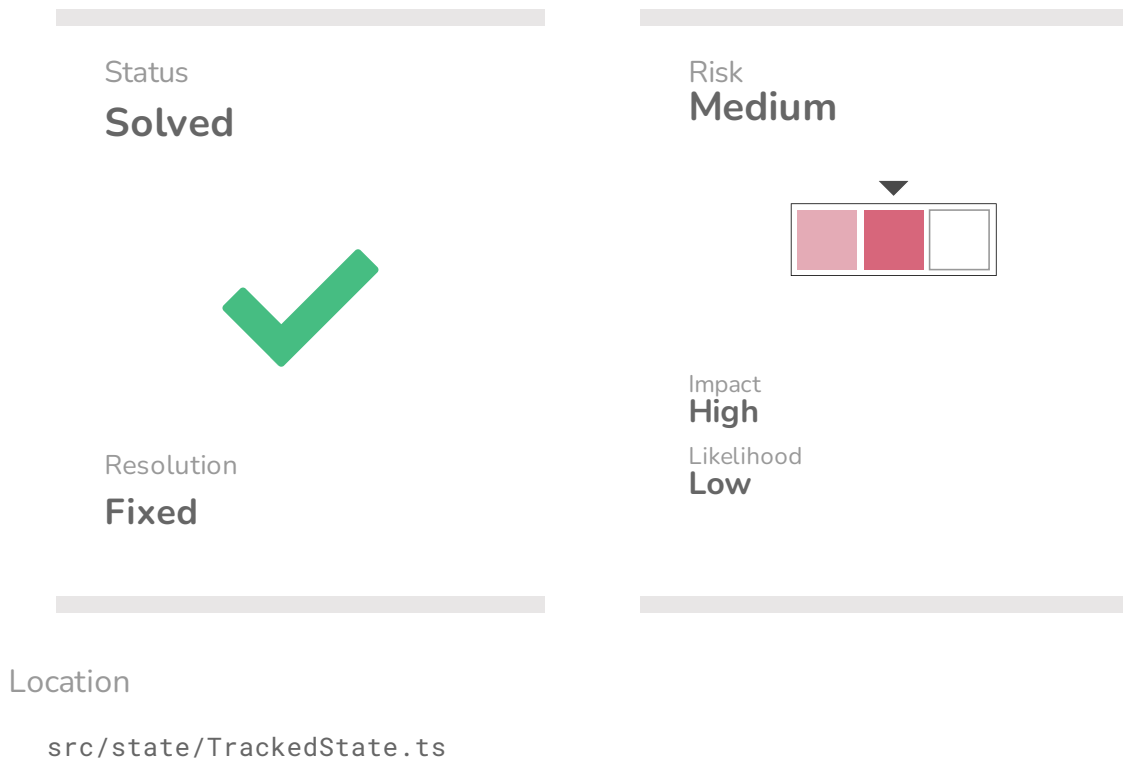 Status
Solved
Resolution
Fixed
Risk
Medium
Impact
High
Likelihood
Low
Location
src/state/TrackedState.ts